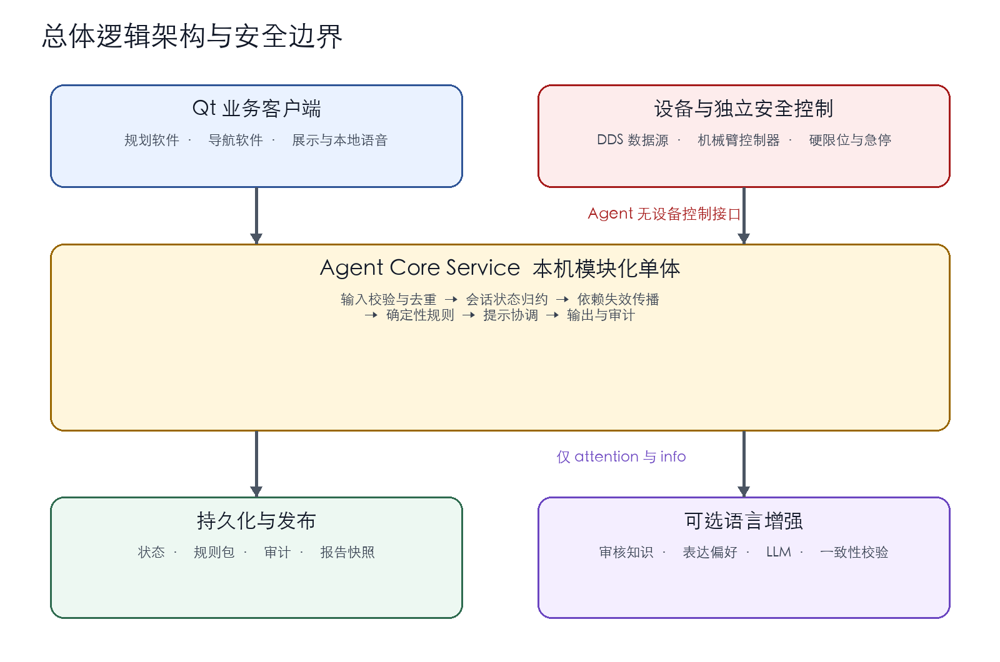 总体逻辑架构与安全边界
Qt 业务客户端
规划软件 · 导航软件 · 展示与本地语音
设备与独立安全控制
DDS 数据源 · 机械臂控制器 · 硬限位与急停
Agent 无设备控制接口
Agent Core Service 本机模块化单体
输入校验与去重 → 会话状态归约 → 依赖失效传播
→ 确定性规则 → 提示协调 → 输出与审计
仅 attention 与 info
持久化与发布
状态 · 规则包 · 审计 · 报告快照
可选语言增强
审核知识 · 表达偏好 · LLM · 一致性校验